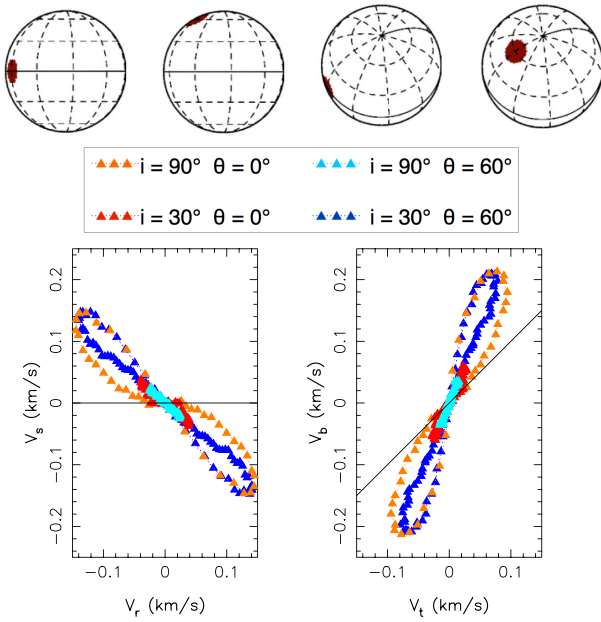 i = 90° θ = 0°
i = 90° θ = 60°
i = 30° θ = 0°
i = 30° θ = 60°
0.2
0.1
0
−0.1
−0.2
V_s (km/s)
−0.1 0 0.1
V_r (km/s)
0.2
0.1
0
−0.1
−0.2
V_b (km/s)
−0.1 0 0.1
V_t (km/s)